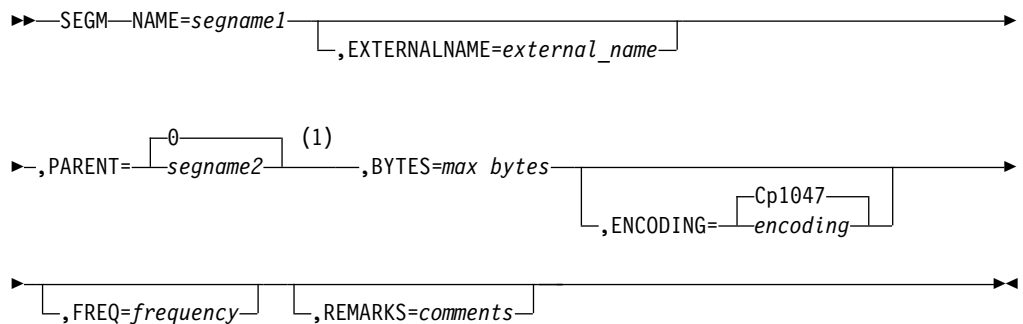 SEGM NAME=segname1
,EXTERNALNAME=external_name
0 (1)
,PARENT= segname2 ,BYTES=max bytes
Cp1047
,ENCODING= encoding
,FREQ=frequency ,REMARKS=comments